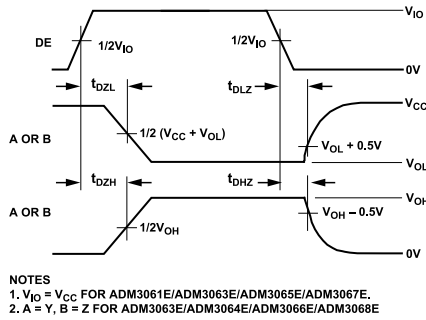 V_IO
DE
1/2V_IO
1/2V_IO
0V
t_DZL
t_DLZ
V_CC
A OR B
1/2 (V_CC + V_OL)
V_OL + 0.5V
V_OL
t_DZH
t_DHZ
V_OH
A OR B
1/2V_OH
V_OH – 0.5V
0V
NOTES
1. V_IO = V_CC FOR ADM3061E/ADM3063E/ADM3065E/ADM3067E.
2. A = Y, B = Z FOR ADM3063E/ADM3064E/ADM3066E/ADM3068E